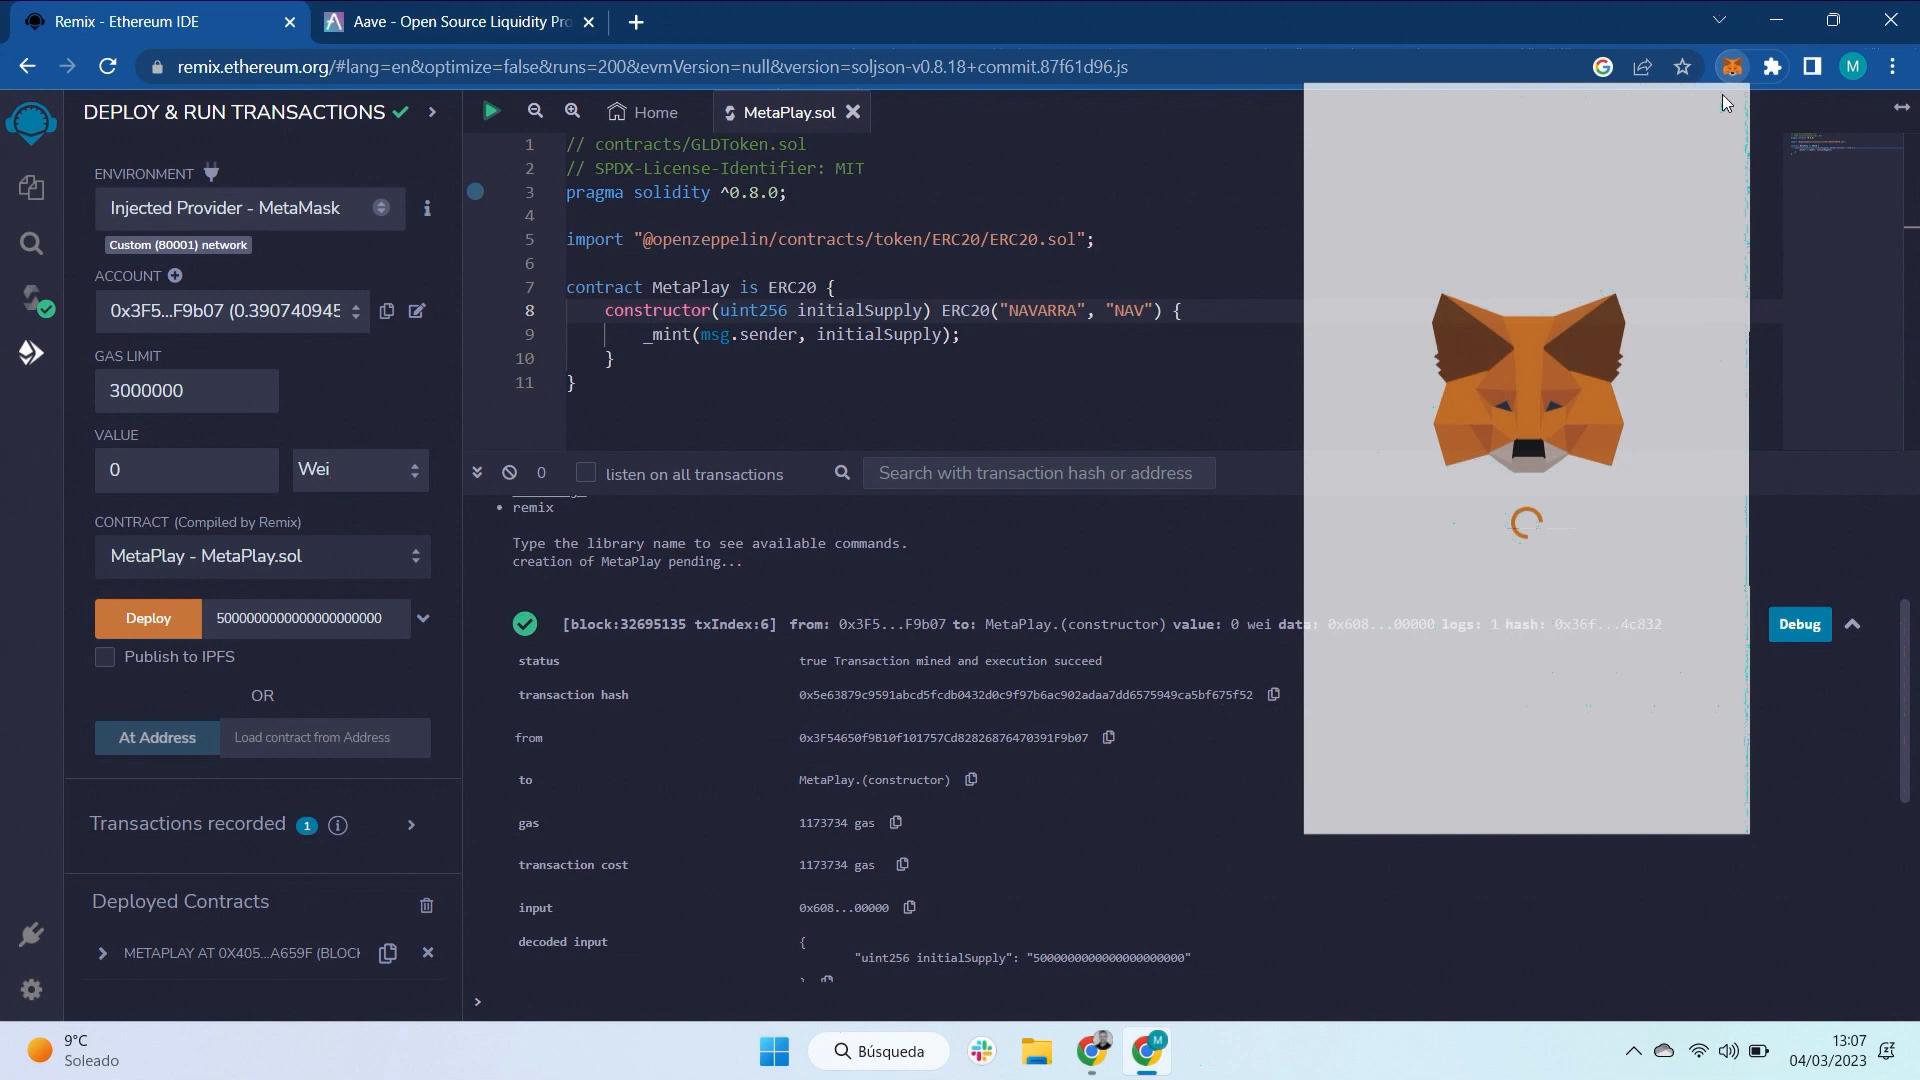 Remix - Ethereum IDE
Aave - Open Source Liquidity Pro
remix.ethereum.org/#lang=en&optimize=false&runs=200&evmVersion=null&version=soljson-v0.8.18+commit.87f61d96.js
M
DEPLOY & RUN TRANSACTIONS
ENVIRONMENT
Injected Provider - MetaMask
Custom (80001) network
ACCOUNT
0x3F5...F9b07 (0.390740945
GAS LIMIT
3000000
VALUE
0
Wei
CONTRACT (Compiled by Remix)
MetaPlay - MetaPlay.sol
Deploy
Publish to IPFS
OR
At Address
Load contract from Address
Transactions recorded 1
Deployed Contracts
METAPLAY AT 0X405...A659F (BLOCK
Home
MetaPlay.sol
1 // contracts/GLDToken.sol
2 // SPDX-License-Identifier: MIT
3 pragma solidity ^0.8.0;
4
5 import "@openzeppelin/contracts/token/ERC20/ERC20.sol";
6
7 contract MetaPlay is ERC20 {
8 constructor(uint256 initialSupply) ERC20("NAVARRA", "NAV") {
9 _mint(msg.sender, initialSupply);
10 }
11 }
0
listen on all transactions
Search with transaction hash or address
• remix
Type the library name to see available commands.
creation of MetaPlay pending...
[block:32695135 txIndex:6] from: 0x3F5...F9b07 to: MetaPlay.(constructor) value: 0 wei data: 0x608...00000 logs: 1 hash: 0x36f...4c832
Debug
status true Transaction mined and execution succeed
transaction hash 0x5e63879c9591abcd5fcdb0432d0c9f97b6ac902adaa7dd6575949ca5bf675f52
from 0x3F54650f9B10f101757Cd82826876470391F9b07
to MetaPlay.(constructor)
gas 1173734 gas
transaction cost 1173734 gas
input 0x608...00000
decoded input {
"uint256 initialSupply":
>
9°C
Soleado
Búsqueda
M
13:07
04/03/2023